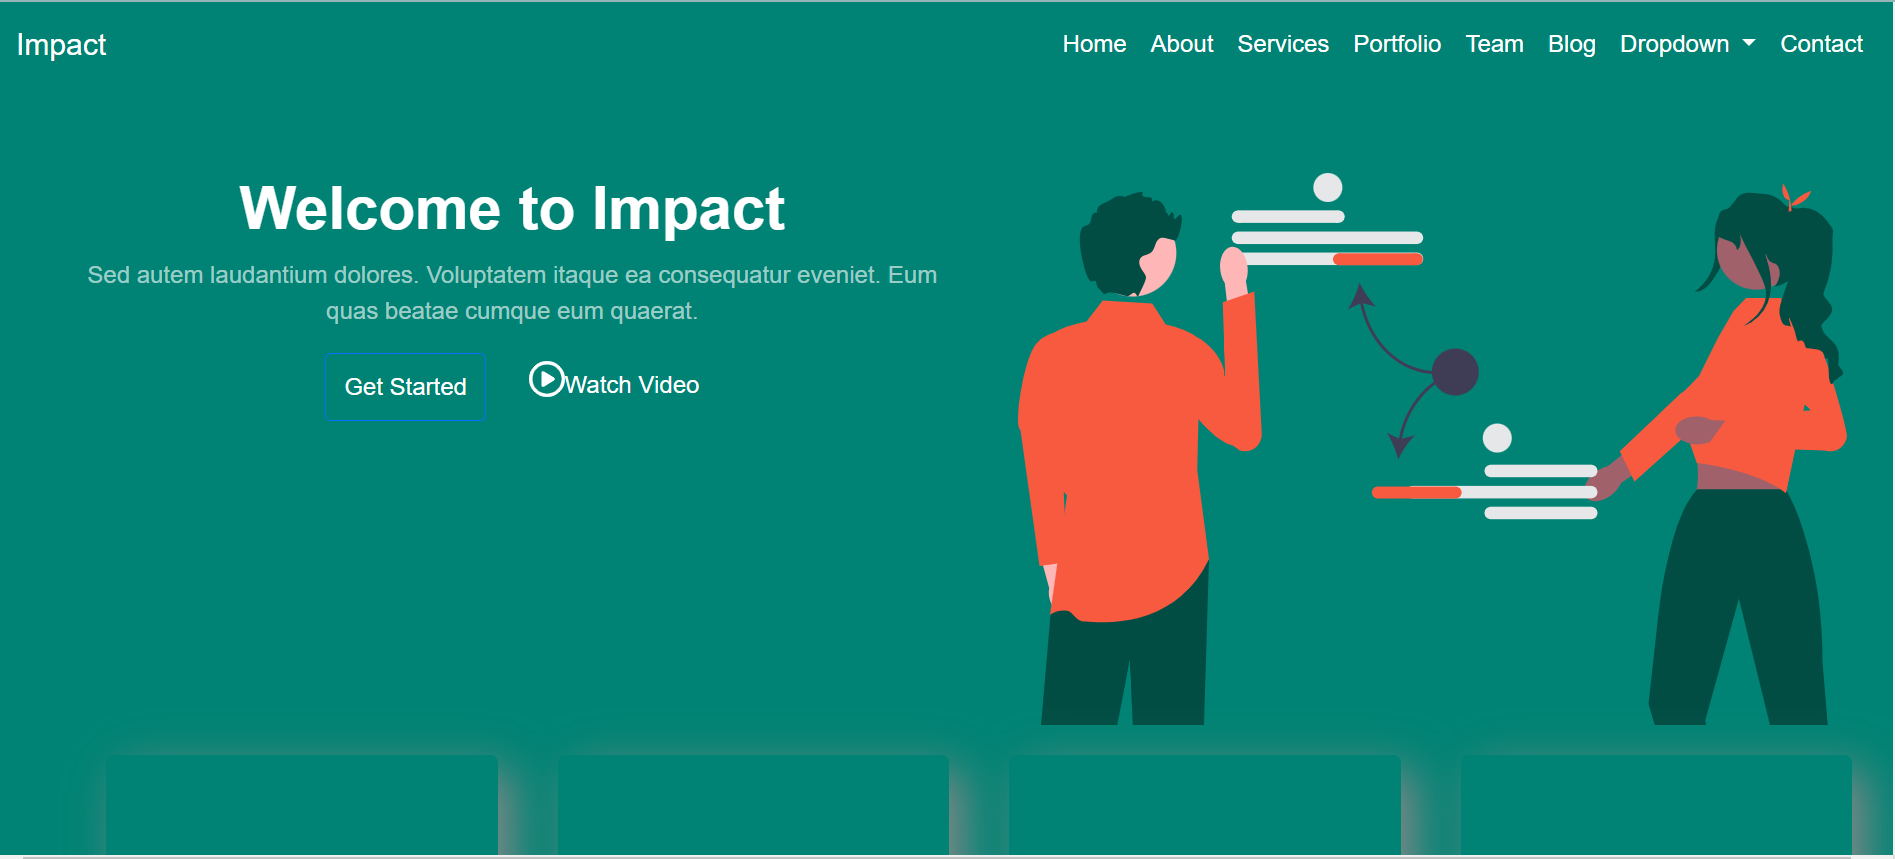 Impact
Home About Services Portfolio Team Blog Dropdown Contact
Welcome to Impact
Sed autem laudantium dolores. Voluptatem itaque ea consequatur eveniet. Eum
quas beatae cumque eum quaerat.
Get Started
Watch Video